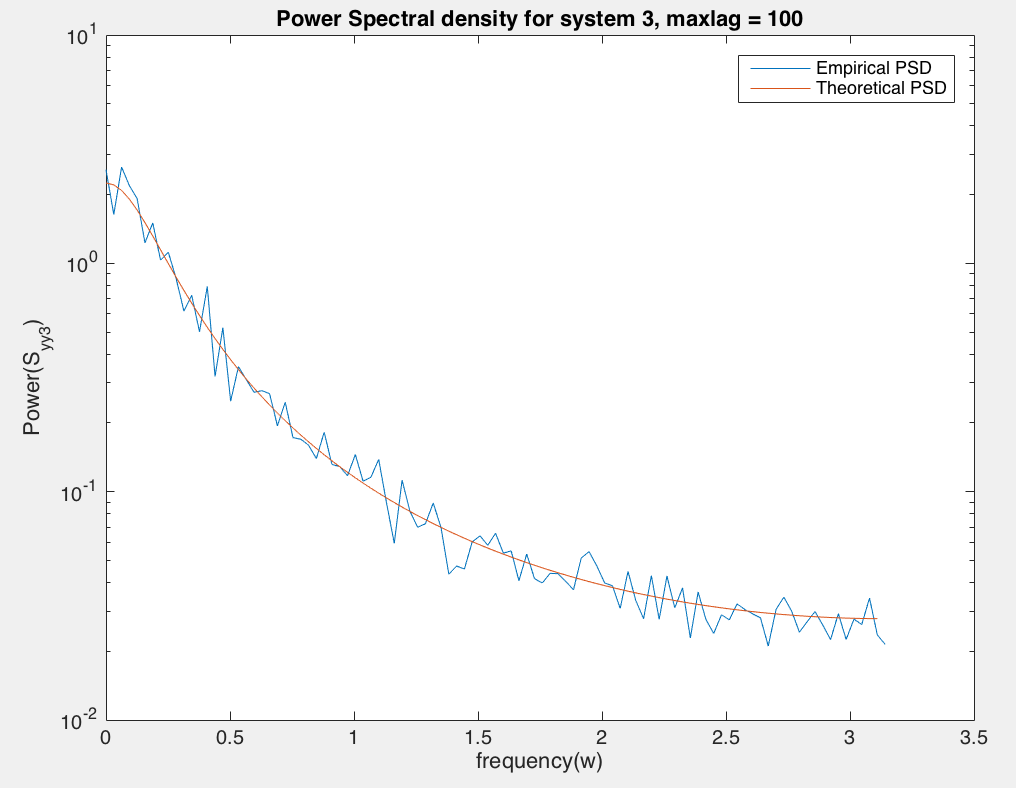 Power Spectral density for system 3, maxlag = 100
10^1
Empirical PSD
Theoretical PSD
10^0
Power(S_yy3)
10^-1
10^-2
0 0.5 1 1.5 2 2.5 3 3.5
frequency(w)